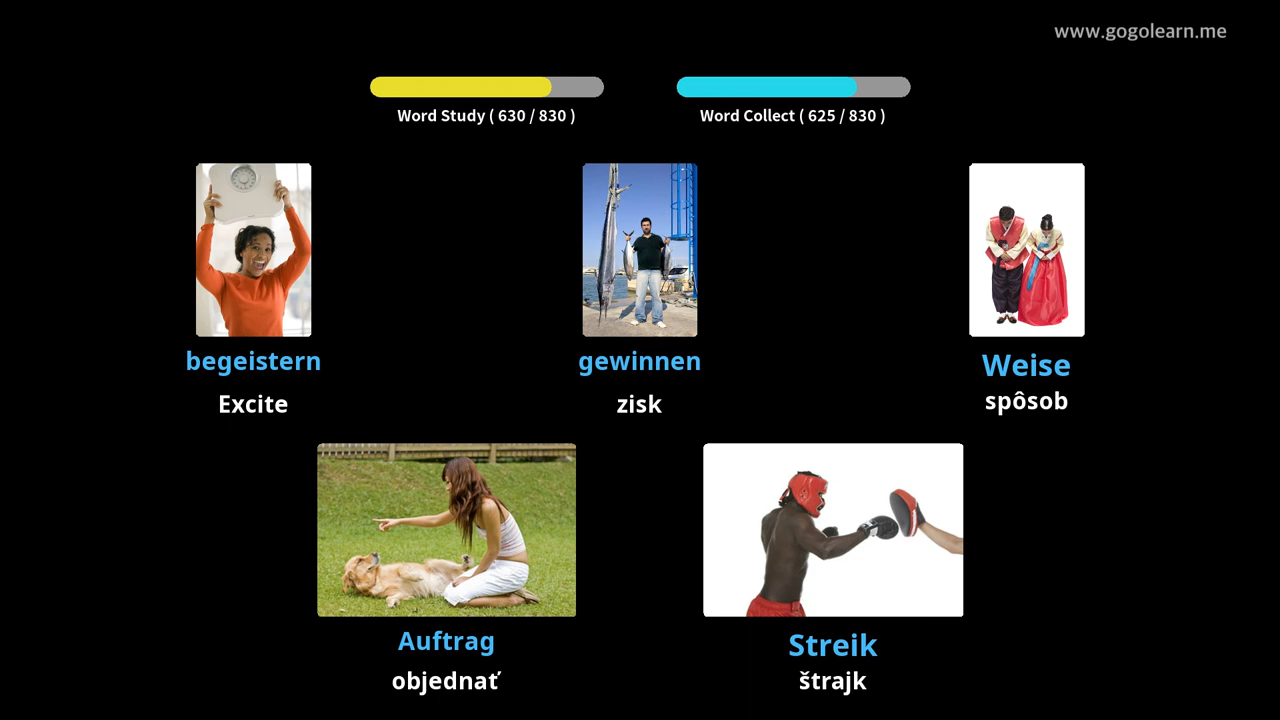 www.gogolearn.me
Word Study ( 630 / 830 )
Word Collect ( 625 / 830 )
begeistern
Excite
gewinnen
zisk
Weise
spôsob
Auftrag
objednať
Streik
štrajk